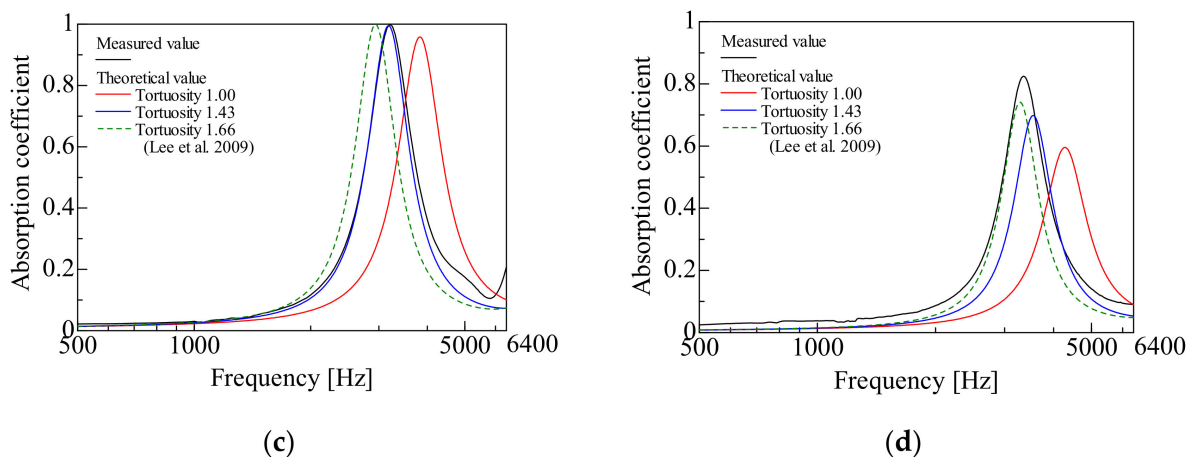 Absorption coefficient
1
0.8
0.6
0.4
0.2
0
Measured value
Theoretical value
Tortuosity 1.00
Tortuosity 1.43
Tortuosity 1.66
(Lee et al. 2009)
500
1000
5000
6400
Frequency [Hz]
(c)
Absorption coefficient
1
0.8
0.6
0.4
0.2
0
Measured value
Theoretical value
Tortuosity 1.00
Tortuosity 1.43
Tortuosity 1.66
(Lee et al. 2009)
500
1000
5000
6400
Frequency [Hz]
(d)